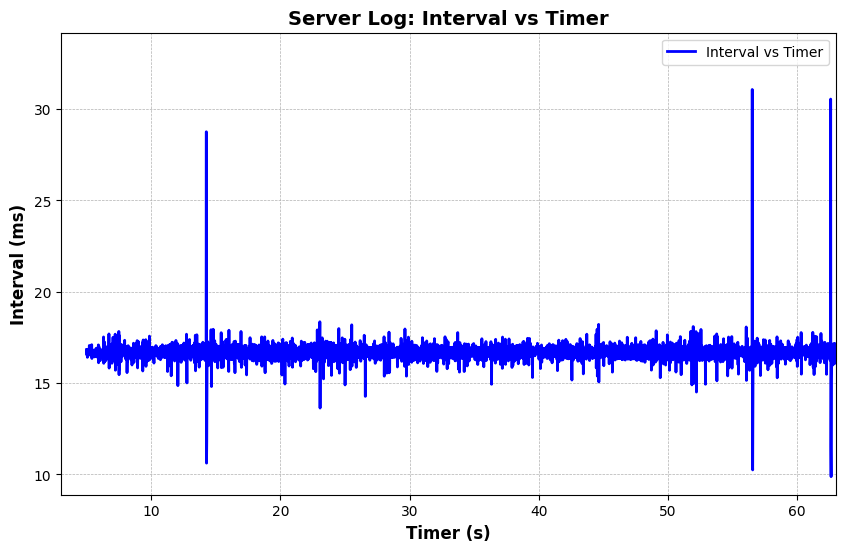 Server Log: Interval vs Timer
Interval vs Timer
30
25
20
15
10
Interval (ms)
10 20 30 40 50 60
Timer (s)